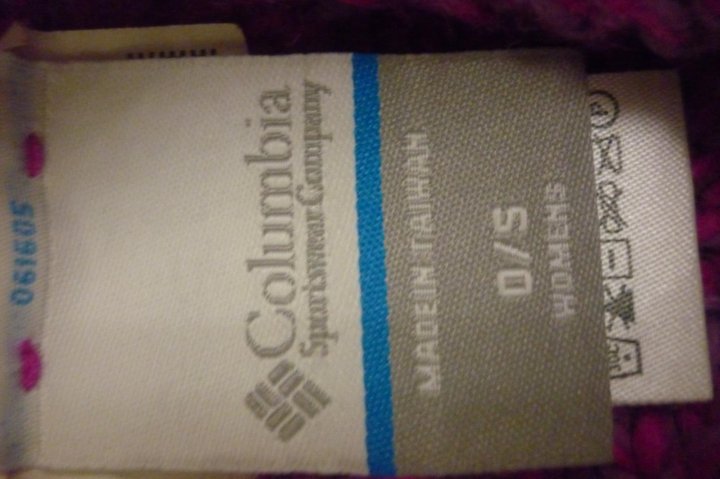 061605
Columbia
Sportswear Company
MADE IN TAIWAN
O/S
WOMENS